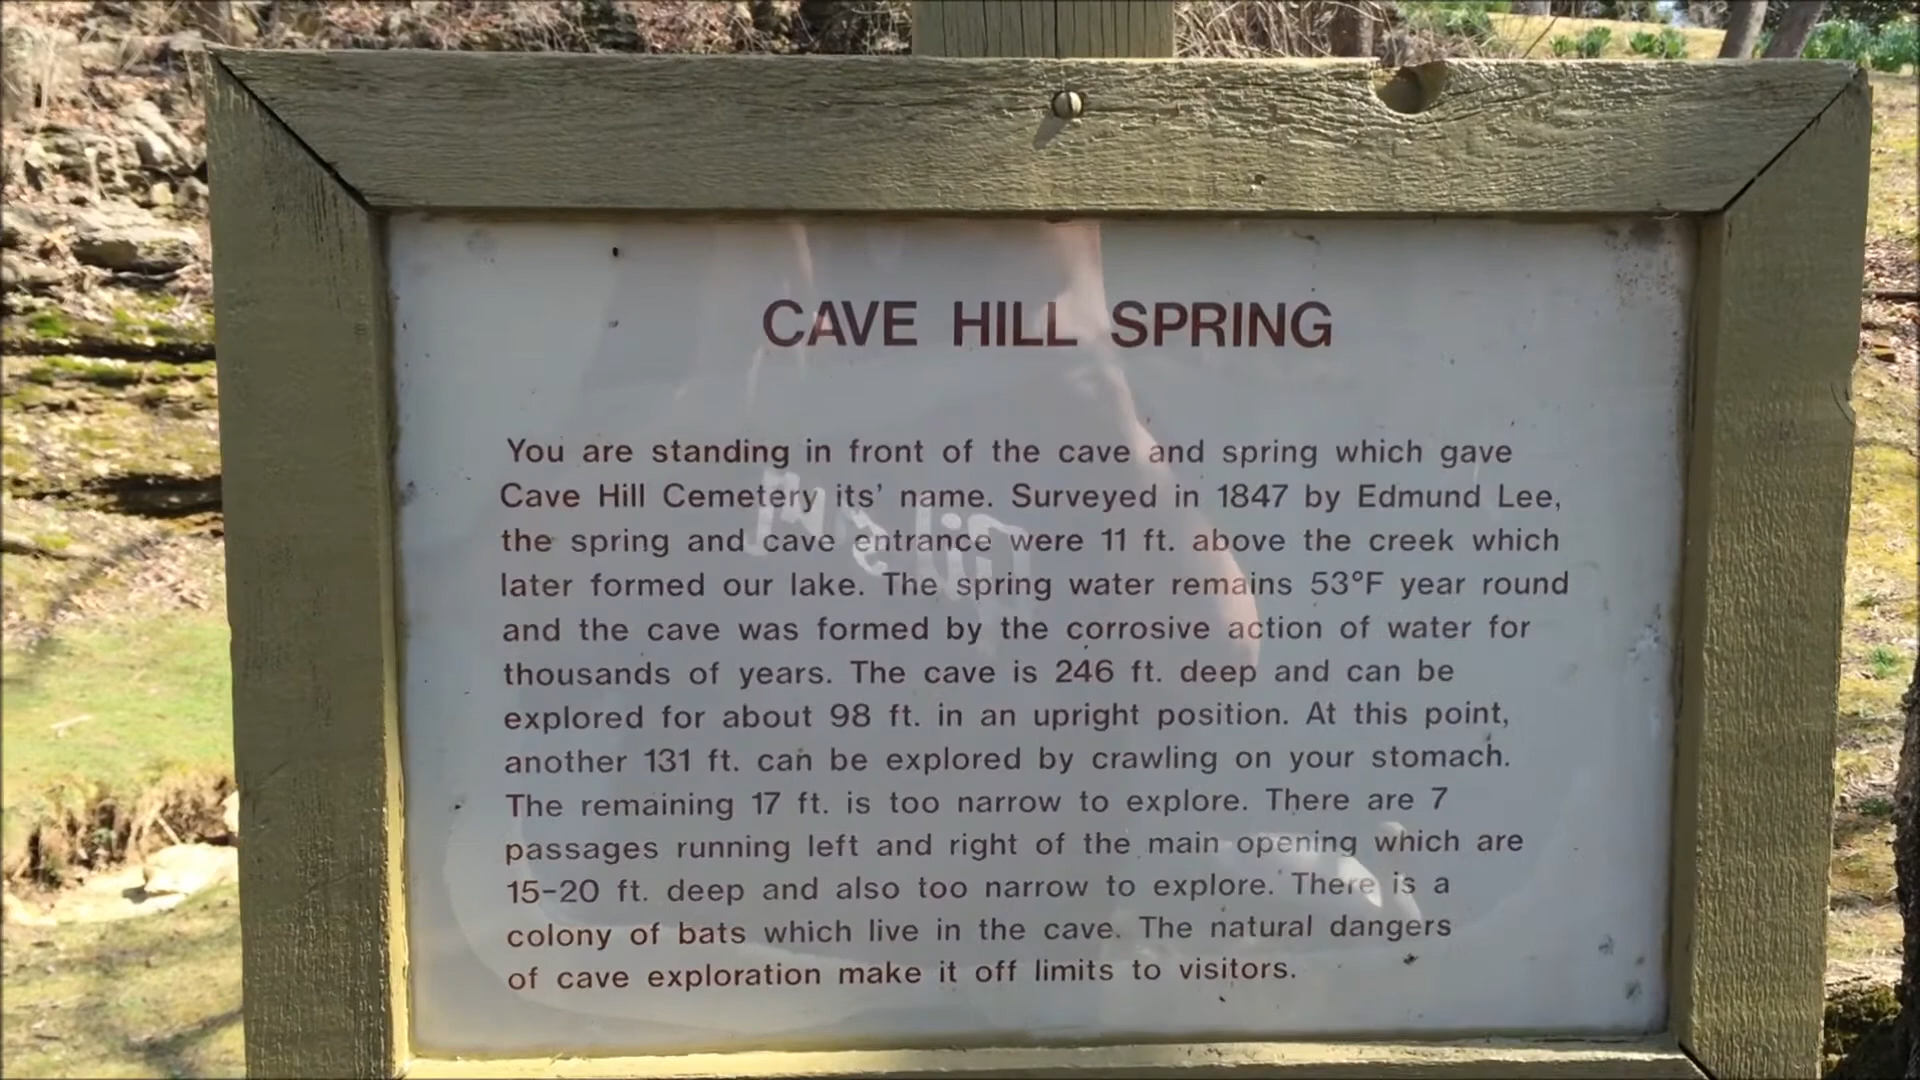 CAVE HILL SPRING
You are standing in front of the cave and spring which gave
Cave Hill Cemetery its' name. Surveyed in 1847 by Edmund Lee,
the spring and cave entrance were 11 ft. above the creek which
later formed our lake. The spring water remains 53°F year round
and the cave was formed by the corrosive action of water for
thousands of years. The cave is 246 ft. deep and can be
explored for about 98 ft. in an upright position. At this point,
another 131 ft. can be explored by crawling on your stomach.
The remaining 17 ft. is too narrow to explore. There are 7
passages running left and right of the main opening which are
15-20 ft. deep and also too narrow to explore. There is a
colony of bats which live in the cave. The natural dangers
of cave exploration make it off limits to visitors.